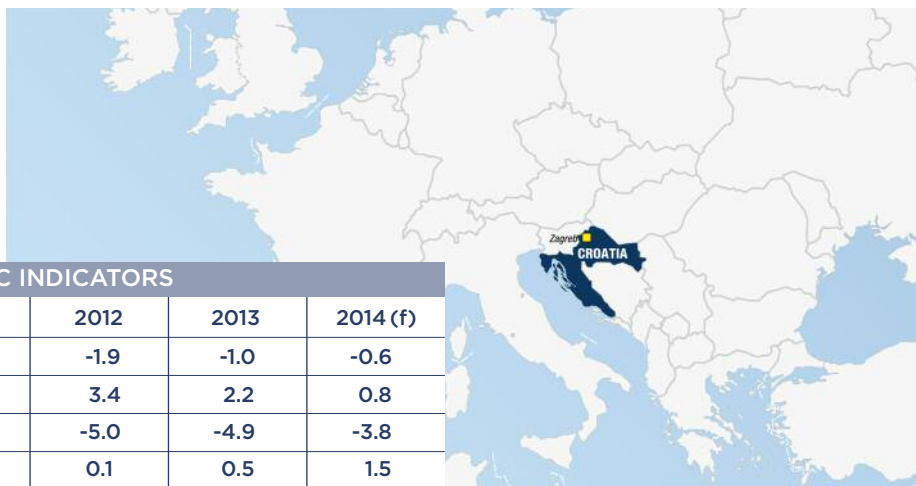 Zagreb
CROATIA
C INDICATORS
2012 2013 2014 (f)
-1.9 -1.0 -0.6
3.4 2.2 0.8
-5.0 -4.9 -3.8
0.1 0.5 1.5